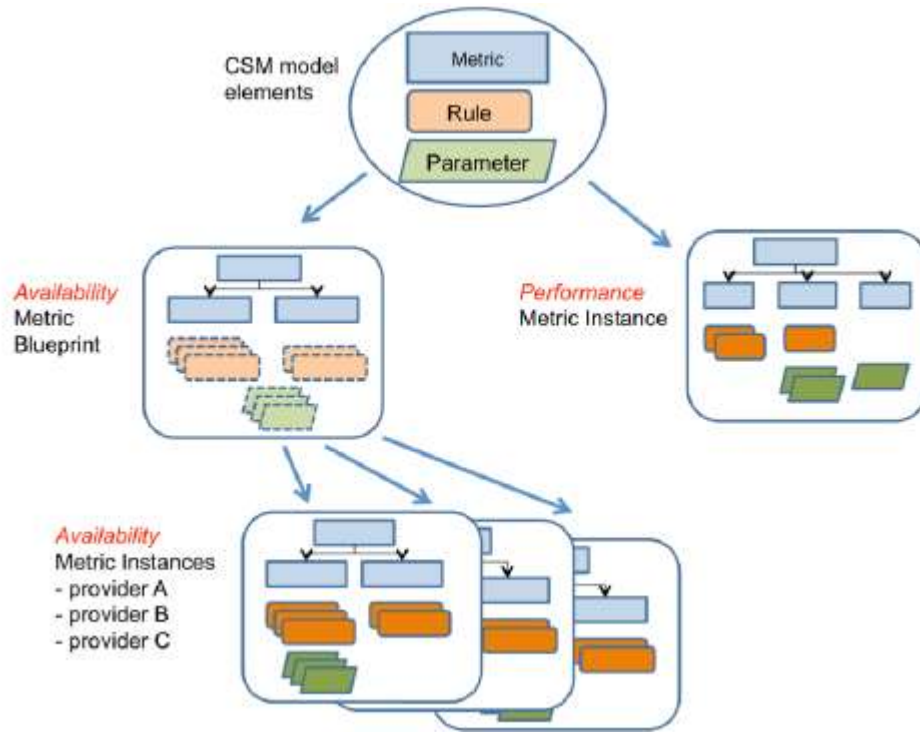 CSM model
elements
Metric
Rule
Parameter
Availability
Metric
Blueprint
Performance
Metric Instance
Availability
Metric Instances
- provider A
- provider B
- provider C